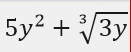 5y² + ∛3y